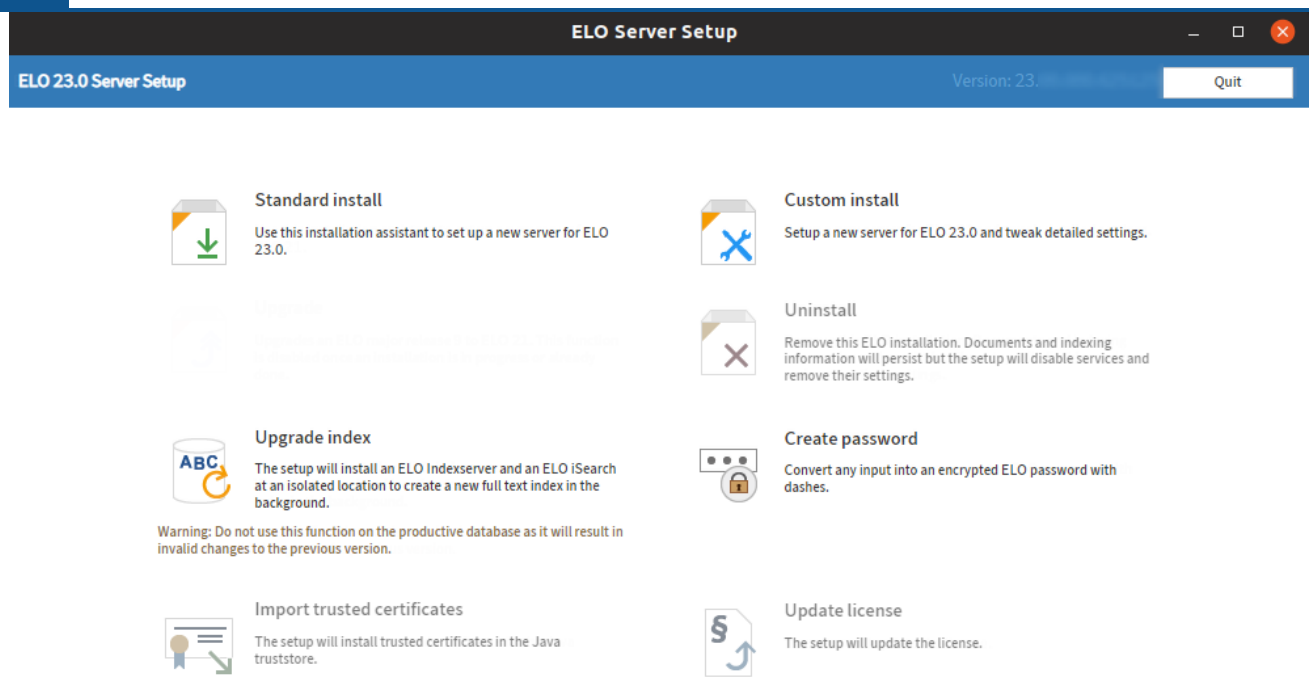 ELO Server Setup
ELO 23.0 Server Setup
Version: 23.
Quit
Standard install
Use this installation assistant to set up a new server for ELO
23.0.
Custom install
Setup a new server for ELO 23.0 and tweak detailed settings.
Uninstall
Remove this ELO installation. Documents and indexing
information will persist but the setup will disable services and
remove their settings.
ABC
Upgrade index
The setup will install an ELO Indexserver and an ELO iSearch
at an isolated location to create a new full text index in the
background.
Warning: Do not use this function on the productive database as it will result in
invalid changes to the previous version.
Create password
Convert any input into an encrypted ELO password with
dashes.
Import trusted certificates
The setup will install trusted certificates in the Java
truststore.
§
Update license
The setup will update the license.